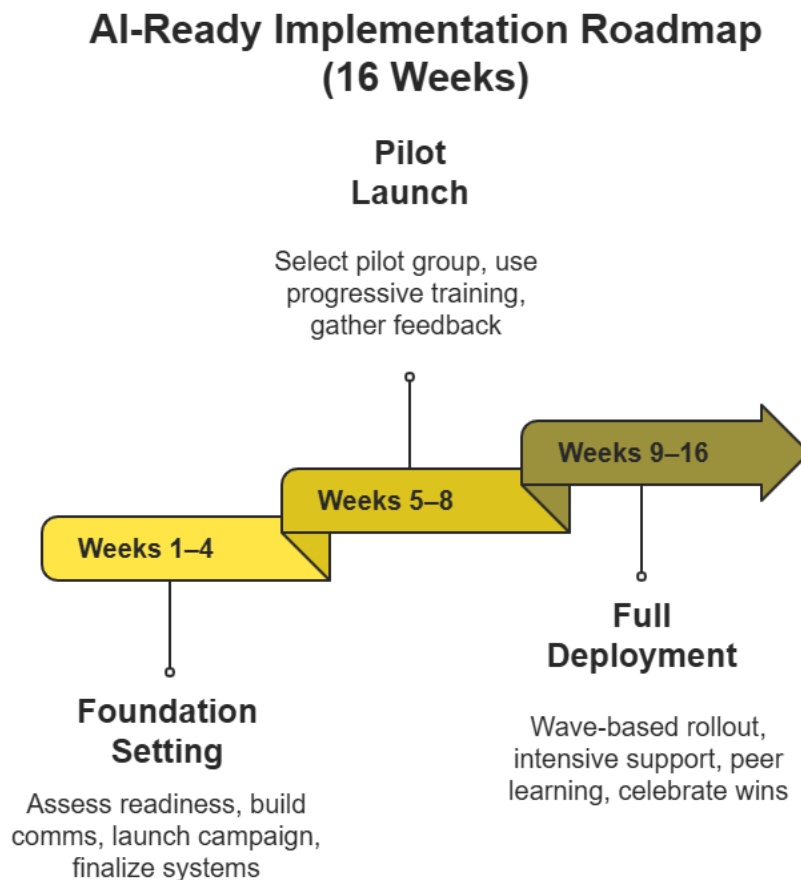 AI-Ready Implementation Roadmap
(16 Weeks)
Pilot
Launch
Select pilot group, use
progressive training,
gather feedback
Weeks 9–16
Weeks 5–8
Weeks 1–4
Full
Deployment
Wave-based rollout,
intensive support, peer
learning, celebrate wins
Foundation
Setting
Assess readiness, build
comms, launch campaign,
finalize systems